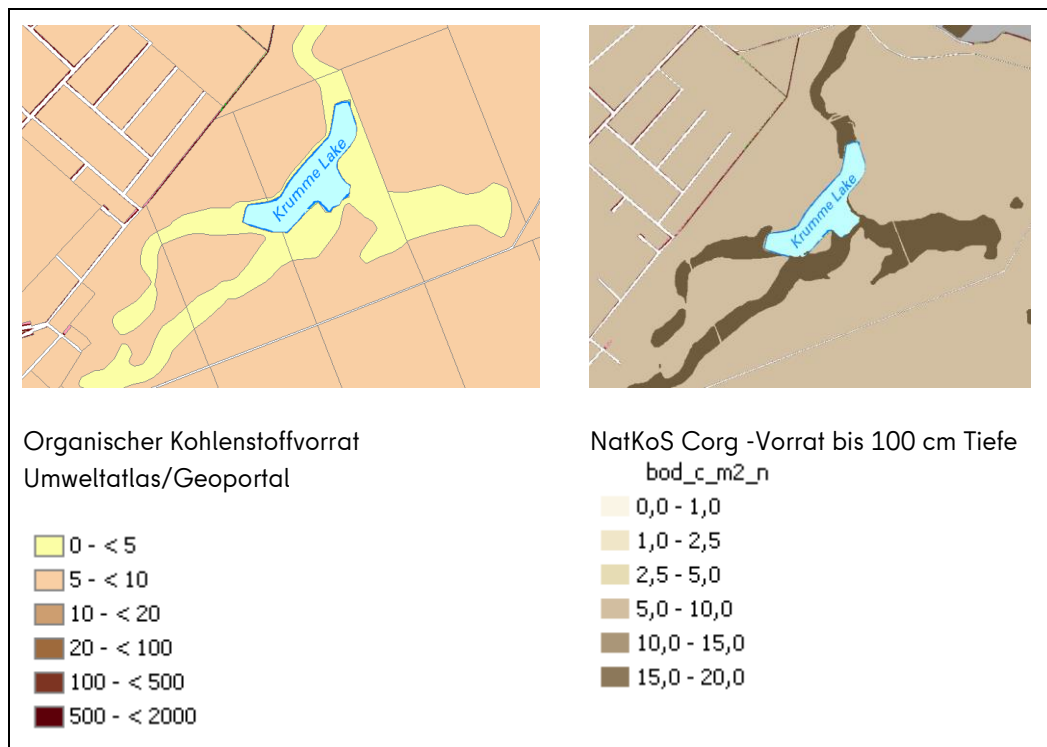 Krumme Lake
Krumme Lake
Organischer Kohlenstoffvorrat
Umweltatlas/Geoportal
0 - < 5
5 - < 10
10 - < 20
20 - < 100
100 - < 500
500 - < 2000
NatKoS Corg -Vorrat bis 100 cm Tiefe
bod_c_m2_n
0,0 - 1,0
1,0 - 2,5
2,5 - 5,0
5,0 - 10,0
10,0 - 15,0
15,0 - 20,0